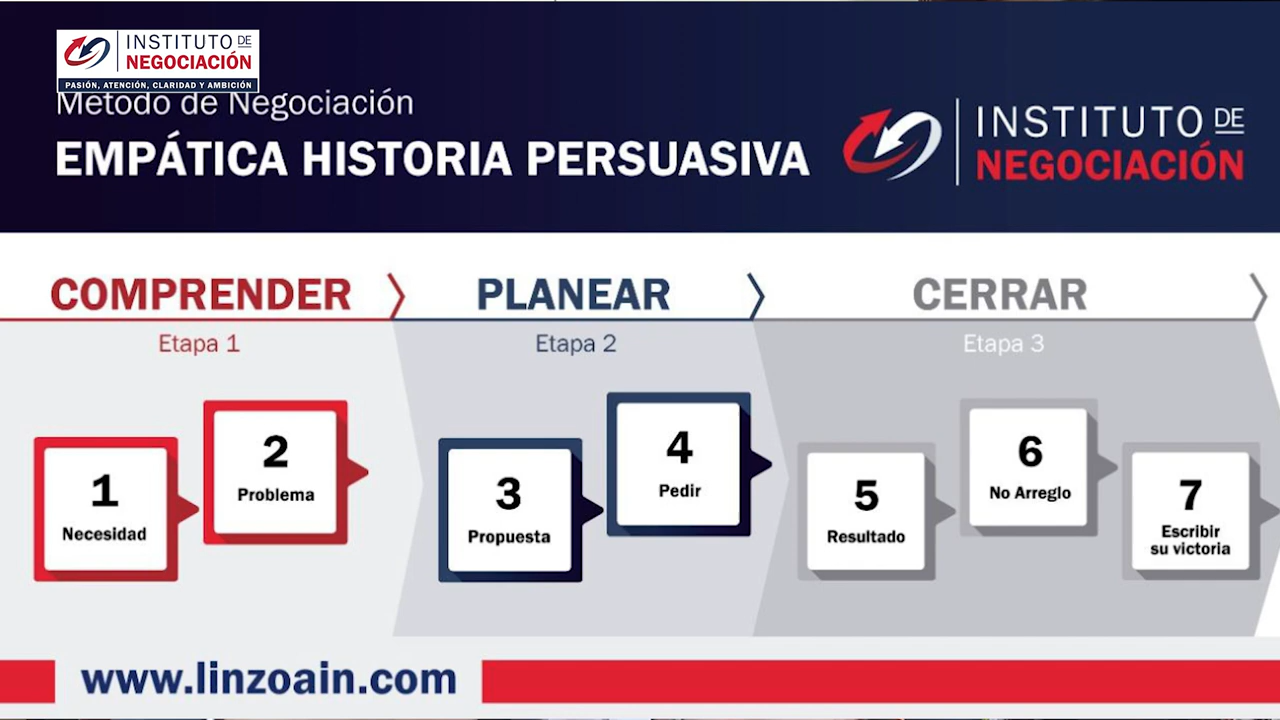 INSTITUTO DE
NEGOCIACIÓN
PASIÓN, ATENCIÓN, CLARIDAD Y AMBICIÓN
Metodo de Negociación
EMPÁTICA HISTORIA PERSUASIVA
INSTITUTO DE
NEGOCIACIÓN
COMPRENDER
PLANEAR
CERRAR
Etapa 1
Etapa 2
Etapa 3
1
Necesidad
2
Problema
3
Propuesta
4
Pedir
5
Resultado
6
No Arreglo
7
Escribir
su victoria
www.linzoain.com